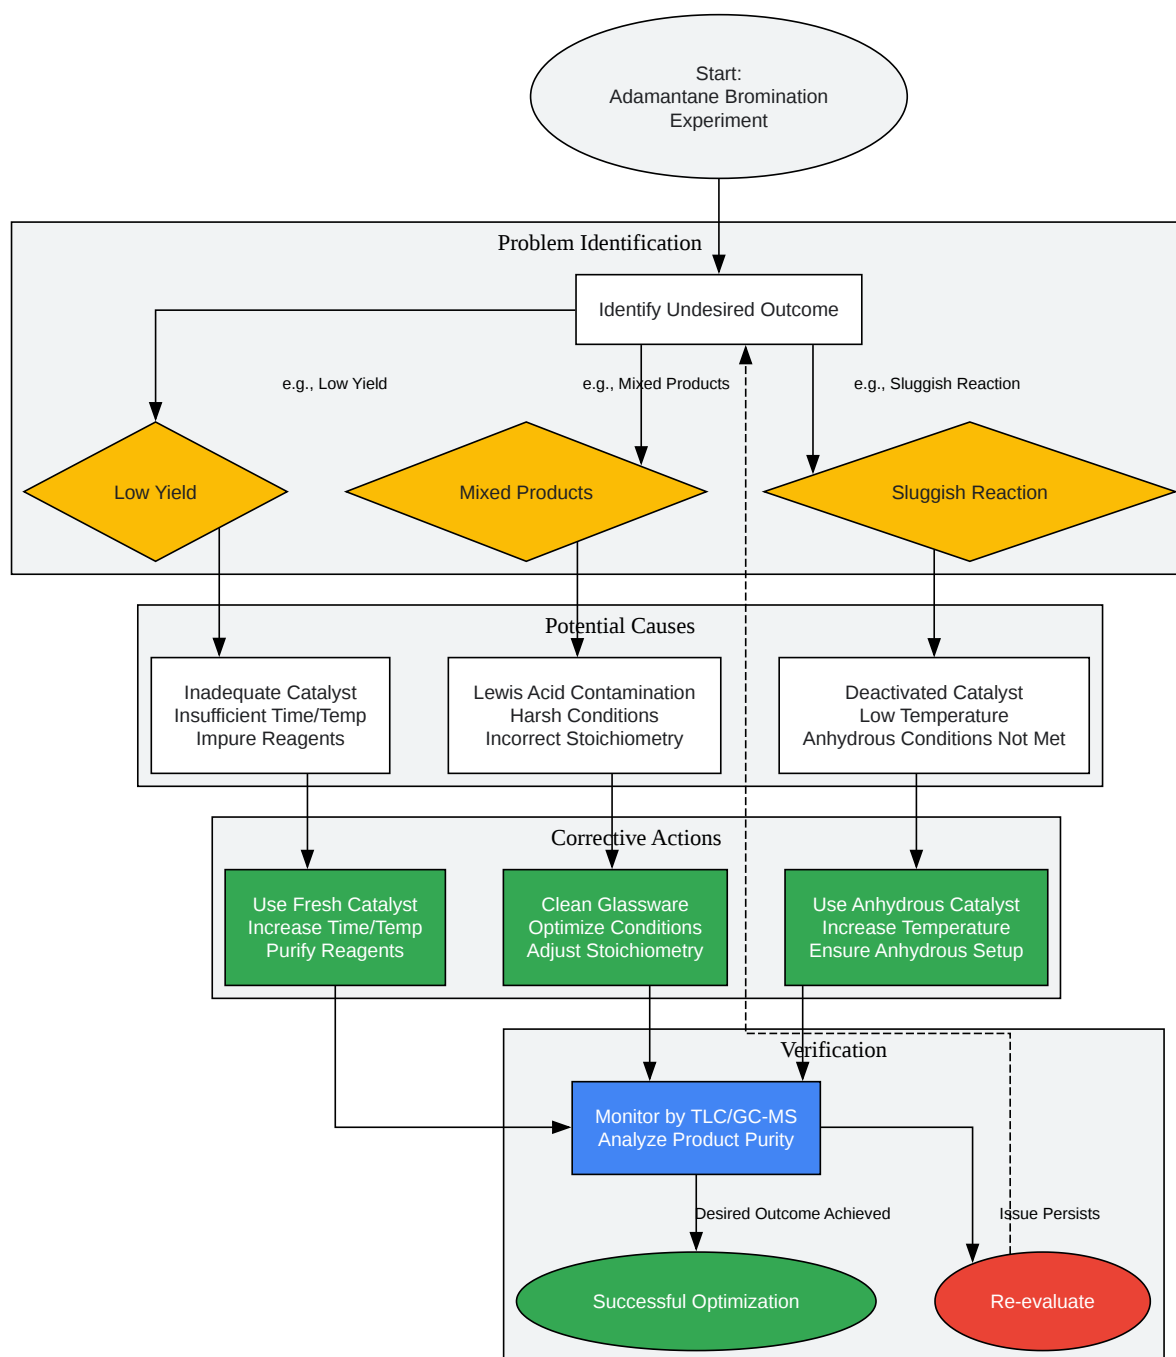 Start:
Adamantane Bromination
Experiment
Problem Identification
Identify Undesired Outcome
e.g., Low Yield
e.g., Mixed Products
e.g., Sluggish Reaction
Low Yield
Mixed Products
Sluggish Reaction
Potential Causes
Inadequate Catalyst
Insufficient Time/Temp
Impure Reagents
Lewis Acid Contamination
Harsh Conditions
Incorrect Stoichiometry
Deactivated Catalyst
Low Temperature
Anhydrous Conditions Not Met
Corrective Actions
Use Fresh Catalyst
Increase Time/Temp
Purify Reagents
Clean Glassware
Optimize Conditions
Adjust Stoichiometry
Use Anhydrous Catalyst
Increase Temperature
Ensure Anhydrous Setup
Verification
Monitor by TLC/GC-MS
Analyze Product Purity
Desired Outcome Achieved
Issue Persists
Successful Optimization
Re-evaluate